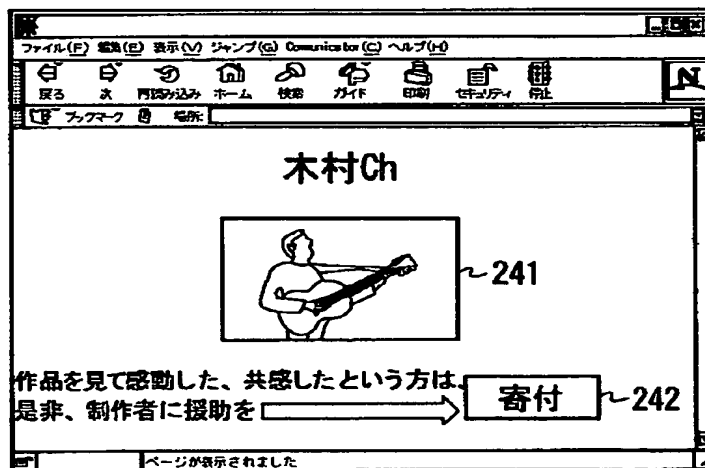 ファイル(F) 編集(E) 表示(V) ジャンプ(G) Communicator(C) ヘルプ(H)
戻る 次 再読み込み ホーム 検索 ガイド 印刷 セキュリティ 停止
N
ブックマーク 場所:
木村Ch
241
作品を見て感動した、共感したという方は、
是非、制作者に援助を
寄付
242
ページが表示されました